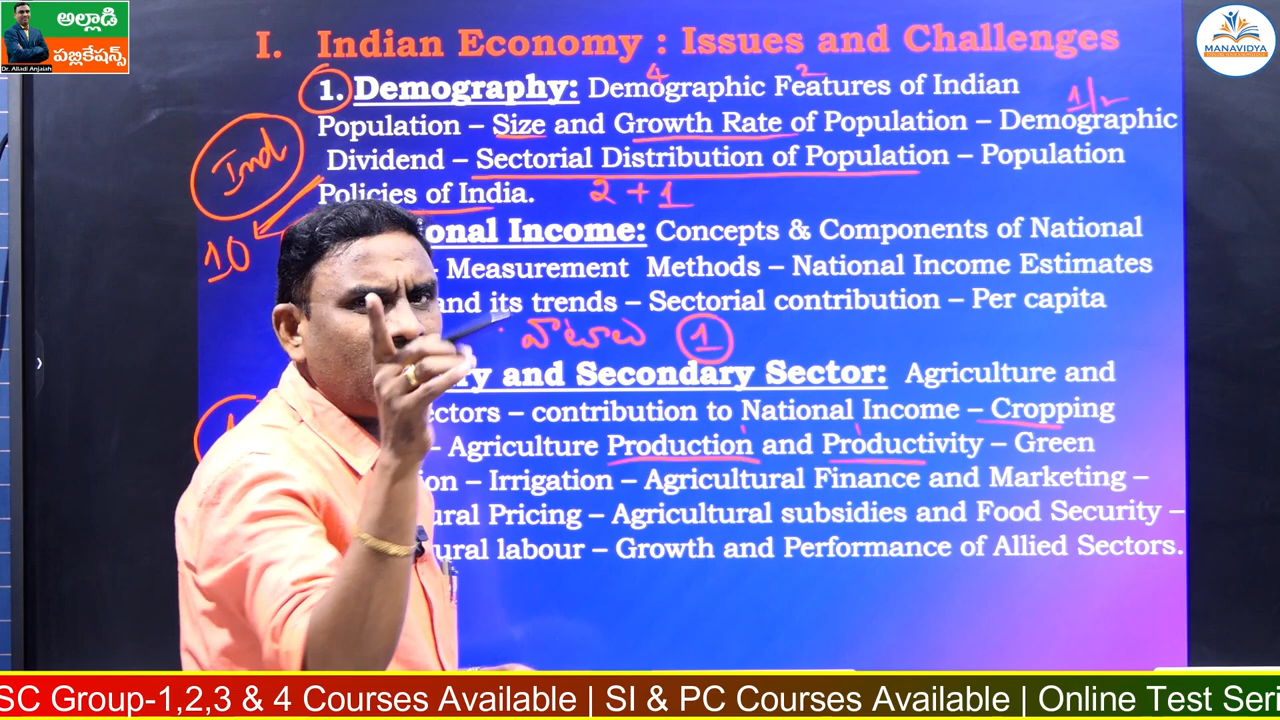 అల్లాడి
పబ్లికేషన్స్
Dr. Alladi Anjaiah
MANAVIDYA
I. Indian Economy : Issues and Challenges
4 2
1. Demography: Demographic Features of Indian
1/2
Population – Size and Growth Rate of Population – Demographic
Ind
Dividend – Sectorial Distribution of Population – Population
Policies of India. 2 + 1
10
onal Income: Concepts & Components of National
– Measurement Methods – National Income Estimates
and its trends – Sectorial contribution – Per capita
వాటాలు 1
ry and Secondary Sector: Agriculture and
ectors – contribution to National Income – Cropping
– Agriculture Production and Productivity – Green
ion – Irrigation – Agricultural Finance and Marketing –
ural Pricing – Agricultural subsidies and Food Security –
ural labour – Growth and Performance of Allied Sectors.
SC Group-1,2,3 & 4 Courses Available | SI & PC Courses Available | Online Test Seri